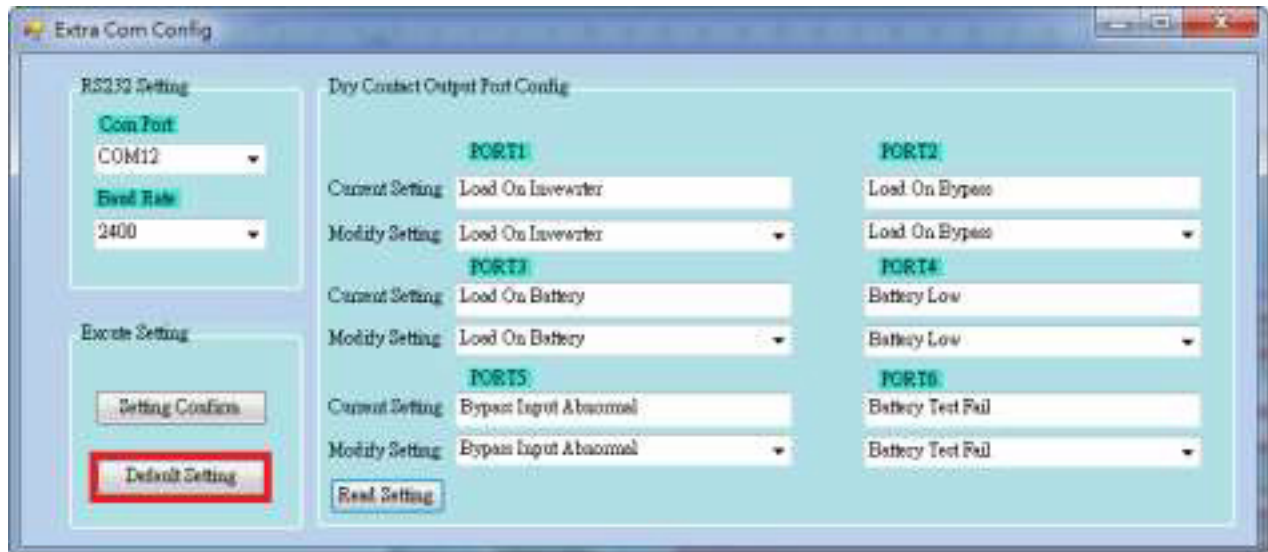 Extra Com Config
RS232 Setting
Com Port
COM12
Baud Rate
2400
Excute Setting
Setting Confirm
Default Setting
Dry Contact Output Port Config
PORT1 PORT2
Current Setting Load On Invewrter Load On Bypass
Modify Setting Load On Invewrter Load On Bypass
PORT3 PORT4
Current Setting Load On Battery Battery Low
Modify Setting Load On Battery Battery Low
PORT5 PORT6
Current Setting Bypass Input Abnormal Battery Test Fail
Modify Setting Bypass Input Abnormal Battery Test Fail
Read Setting